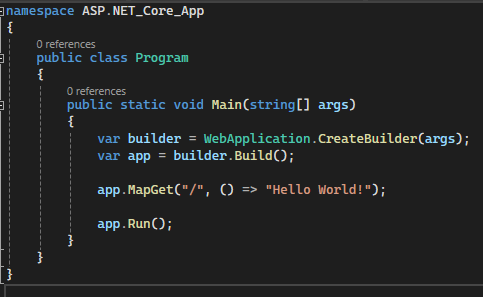 namespace ASP.NET_Core_App
{
0 references
public class Program
{
0 references
public static void Main(string[] args)
{
var builder = WebApplication.CreateBuilder(args);
var app = builder.Build();
app.MapGet("/", () => "Hello World!");
app.Run();
}
}
}